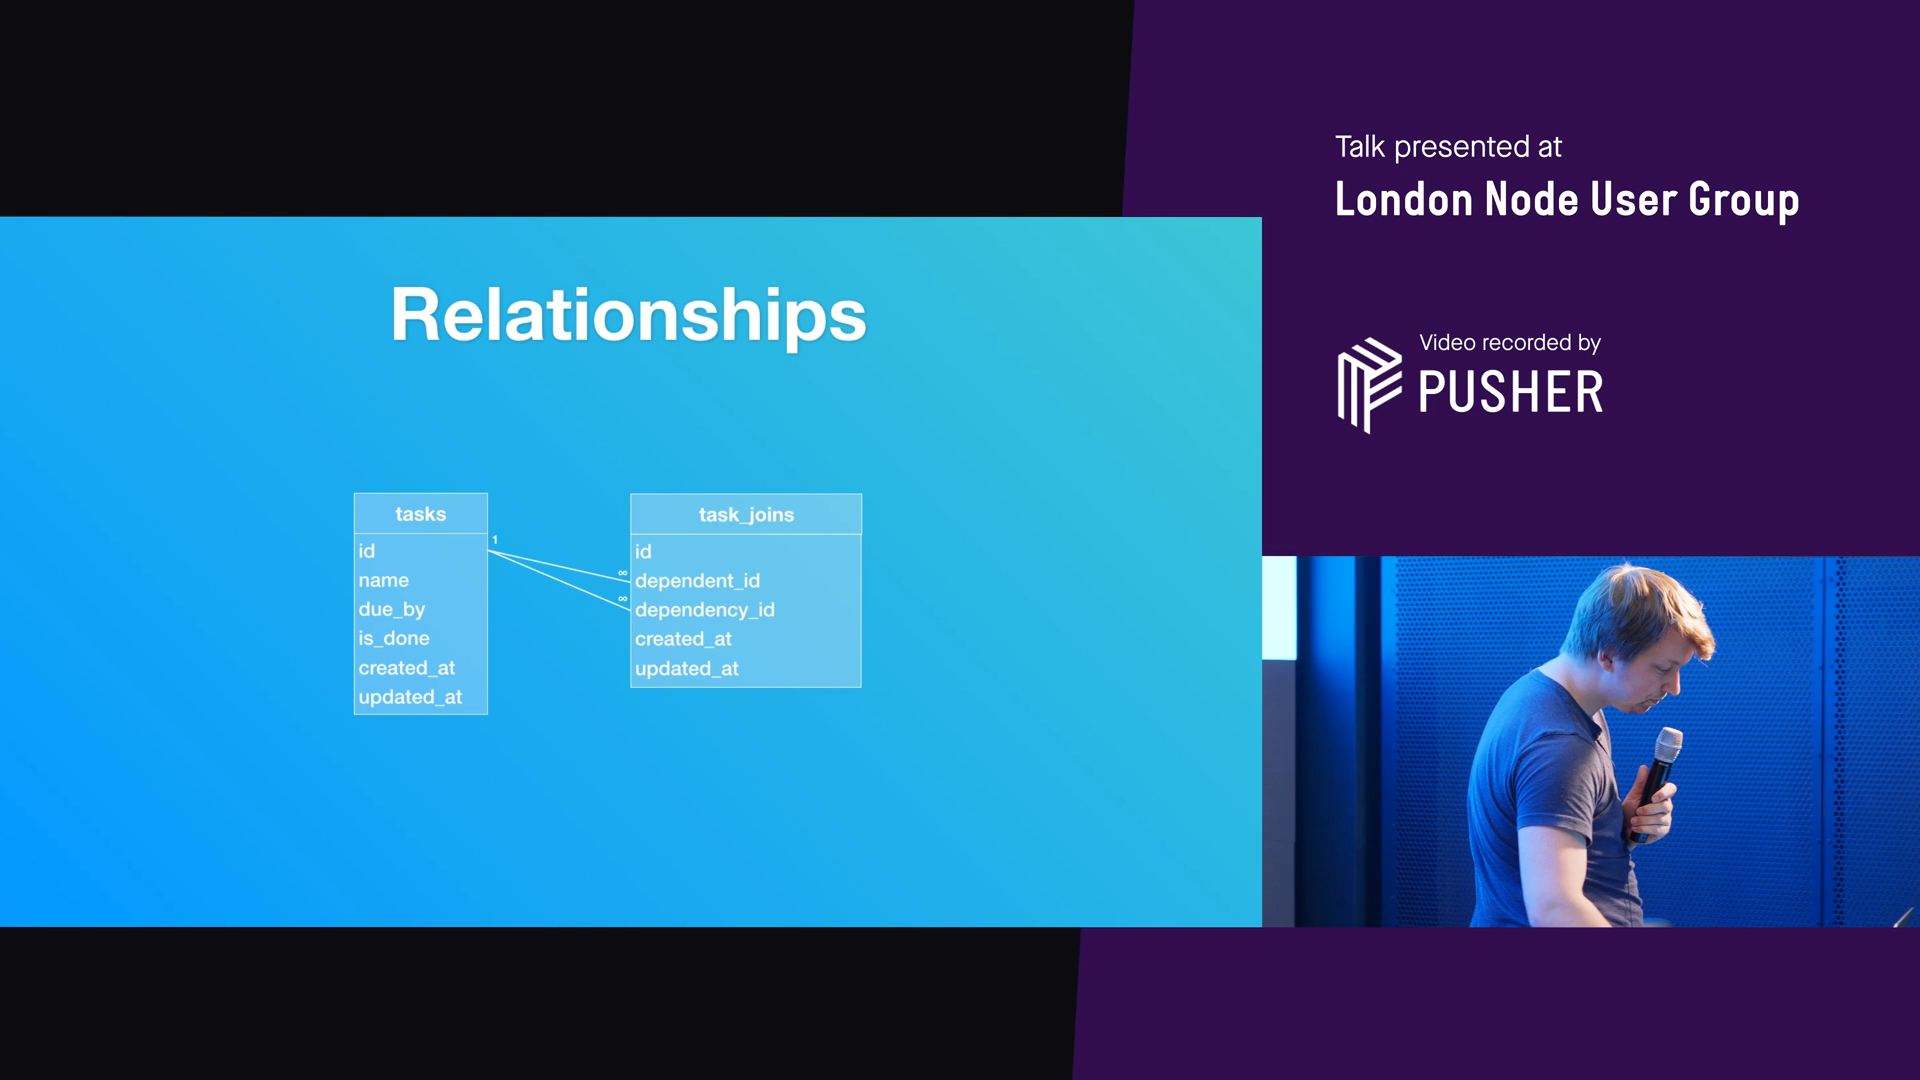 Talk presented at
London Node User Group
Video recorded by
PUSHER
Relationships
tasks
id
name
due_by
is_done
created_at
updated_at
1
∞
∞
task_joins
id
dependent_id
dependency_id
created_at
updated_at